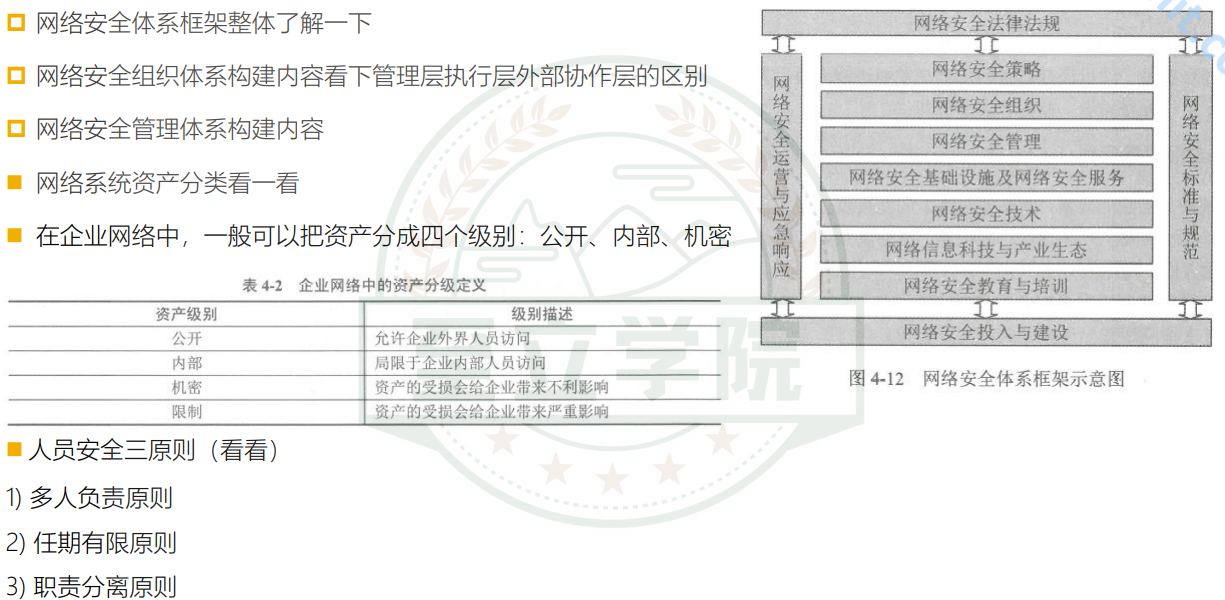 网络安全体系框架整体了解一下
网络安全组织体系构建内容看下管理层执行层外部协作层的区别
网络安全管理体系构建内容
网络系统资产分类看一看
在企业网络中，一般可以把资产分成四个级别：公开、内部、机密
表 4-2 企业网络中的资产分级定义
资产级别 级别描述
公开 允许企业外界人员访问
内部 局限于企业内部人员访问
机密 资产的受损会给企业带来不利影响
限制 资产的受损会给企业带来严重影响
人员安全三原则（看看）
1) 多人负责原则
2) 任期有限原则
3) 职责分离原则
网络安全法律法规
网络安全运营与应急响应
网络安全策略
网络安全组织
网络安全管理
网络安全基础设施及网络安全服务
网络安全技术
网络信息科技与产业生态
网络安全教育与培训
网络安全标准与规范
网络安全投入与建设
图 4-12 网络安全体系框架示意图
立学院